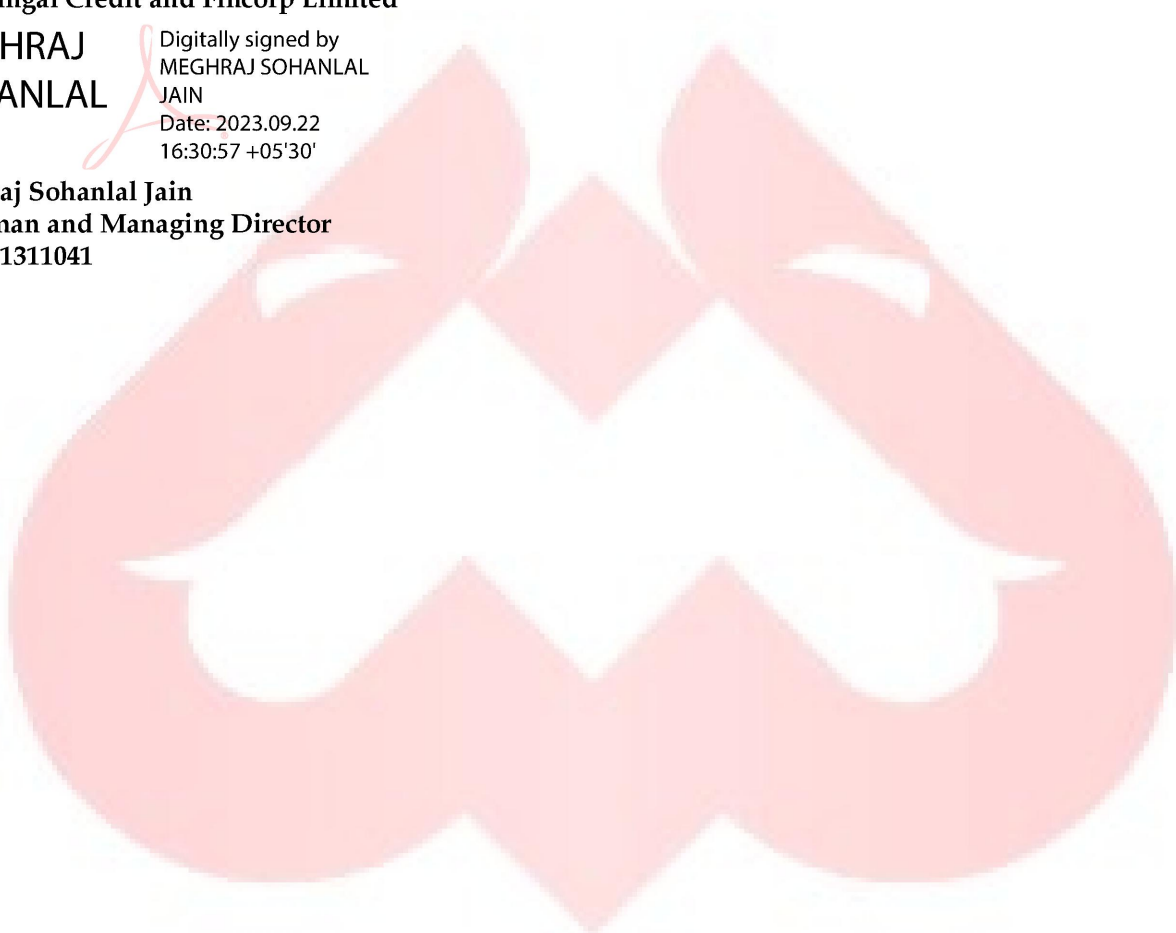 ngal Credit and Fincorp Limited
HRAJ
ANLAL
Digitally signed by
MEGHRAJ SOHANLAL
JAIN
Date: 2023.09.22
16:30:57 +05'30'
aj Sohanlal Jain
man and Managing Director
1311041